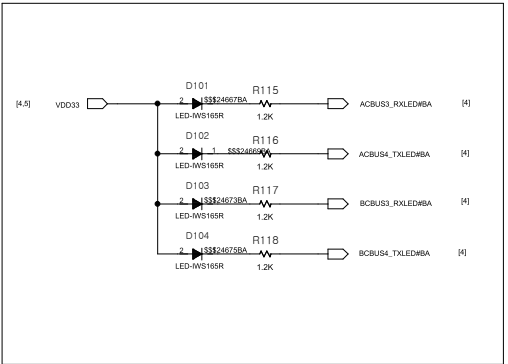 D101
R115
[4,5] VDD33 2 $$$24667BA ACBUS3_RXLED#BA [4]
LED-IWS165R
1.2K
D102
R116
2 1 $$$24669BA ACBUS4_TXLED#BA [4]
LED-IWS165R
1.2K
D103
R117
2 $$$24673BA BCBUS3_RXLED#BA [4]
LED-IWS165R
1.2K
D104
R118
2 $$$24675BA BCBUS4_TXLED#BA [4]
LED-IWS165R
1.2K